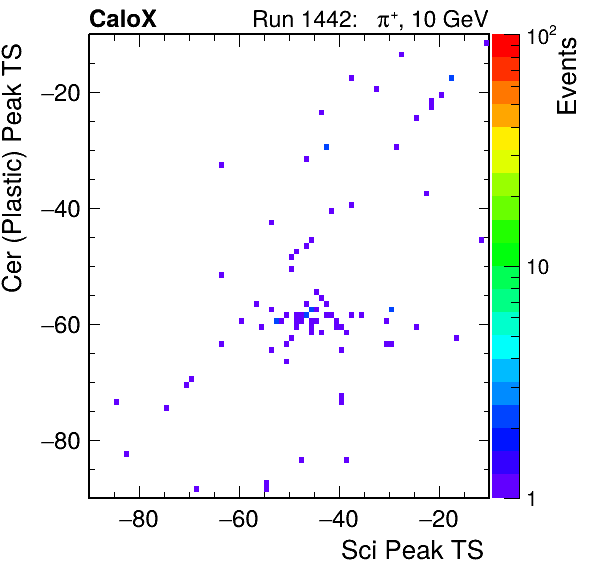 CaloX Run 1442: π⁺, 10 GeV
10²
10
1
Events
Cer (Plastic) Peak TS
−20
−40
−60
−80
−80 −60 −40 −20
Sci Peak TS